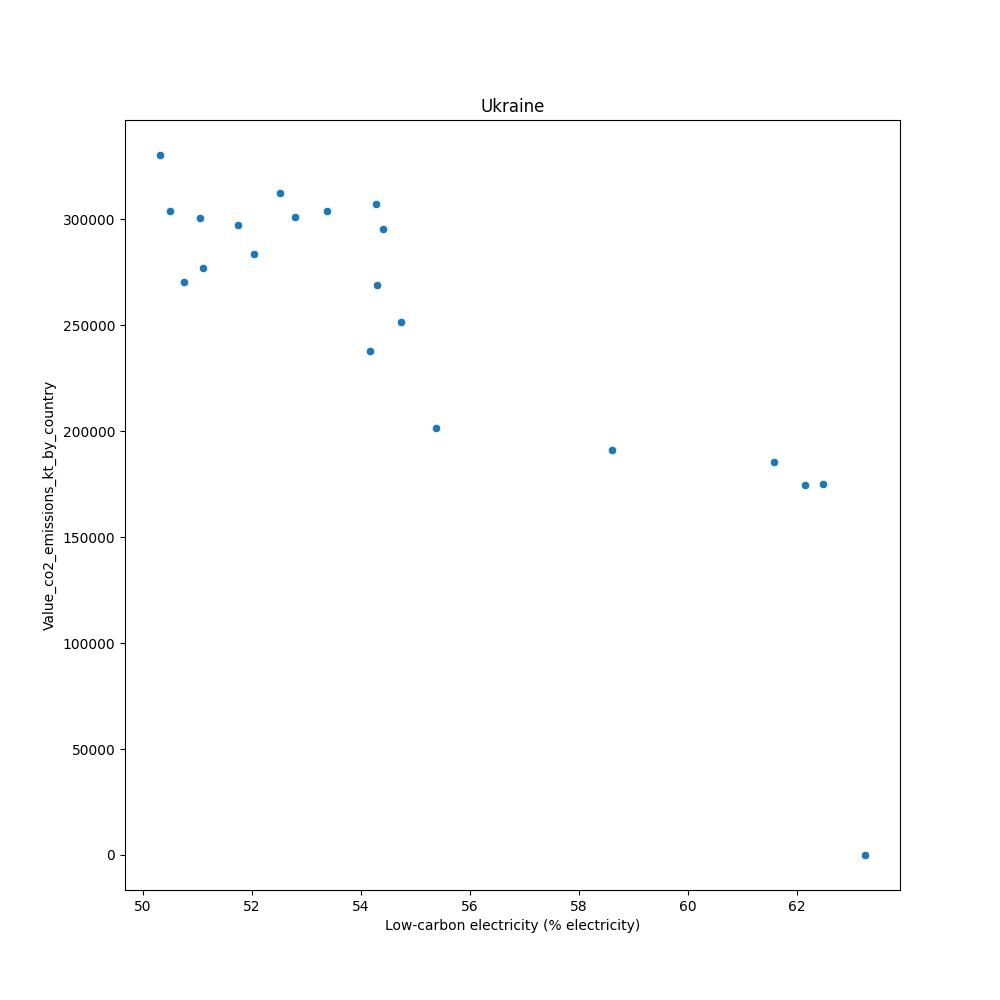 Ukraine
300000
250000
200000
150000
100000
50000
0
Value_co2_emissions_kt_by_country
50 52 54 56 58 60 62
Low-carbon electricity (% electricity)